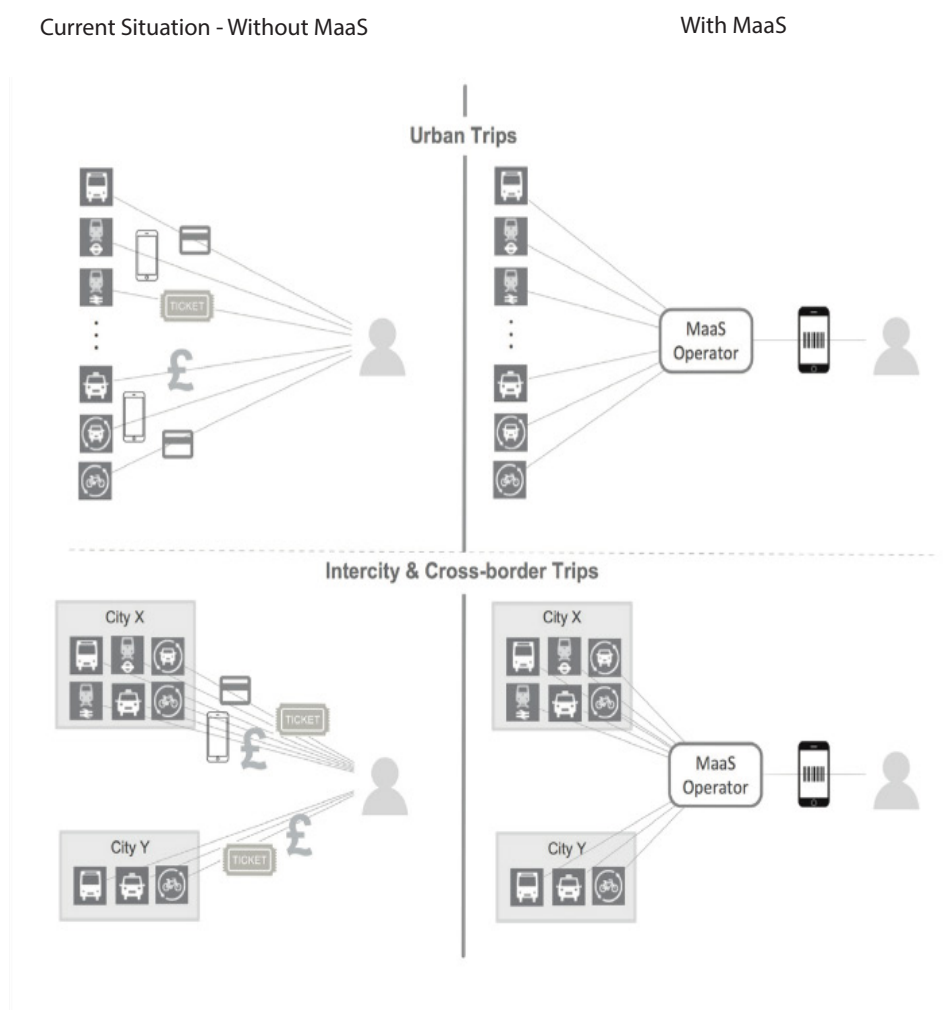 Current Situation - Without MaaS
With MaaS
Urban Trips
TICKET
£
MaaS
Operator
Intercity & Cross-border Trips
City X
TICKET
£
City Y
TICKET
£
City X
MaaS
Operator
City Y